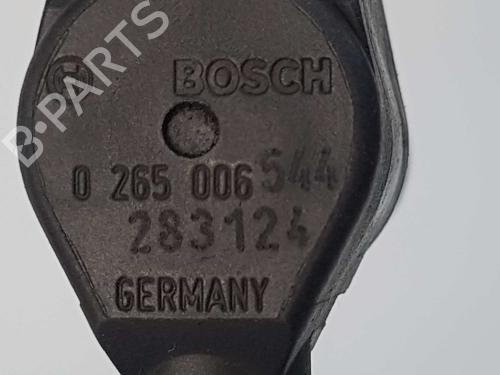 B-PARTS
BOSCH
0 265 006 544
283124
GERMANY